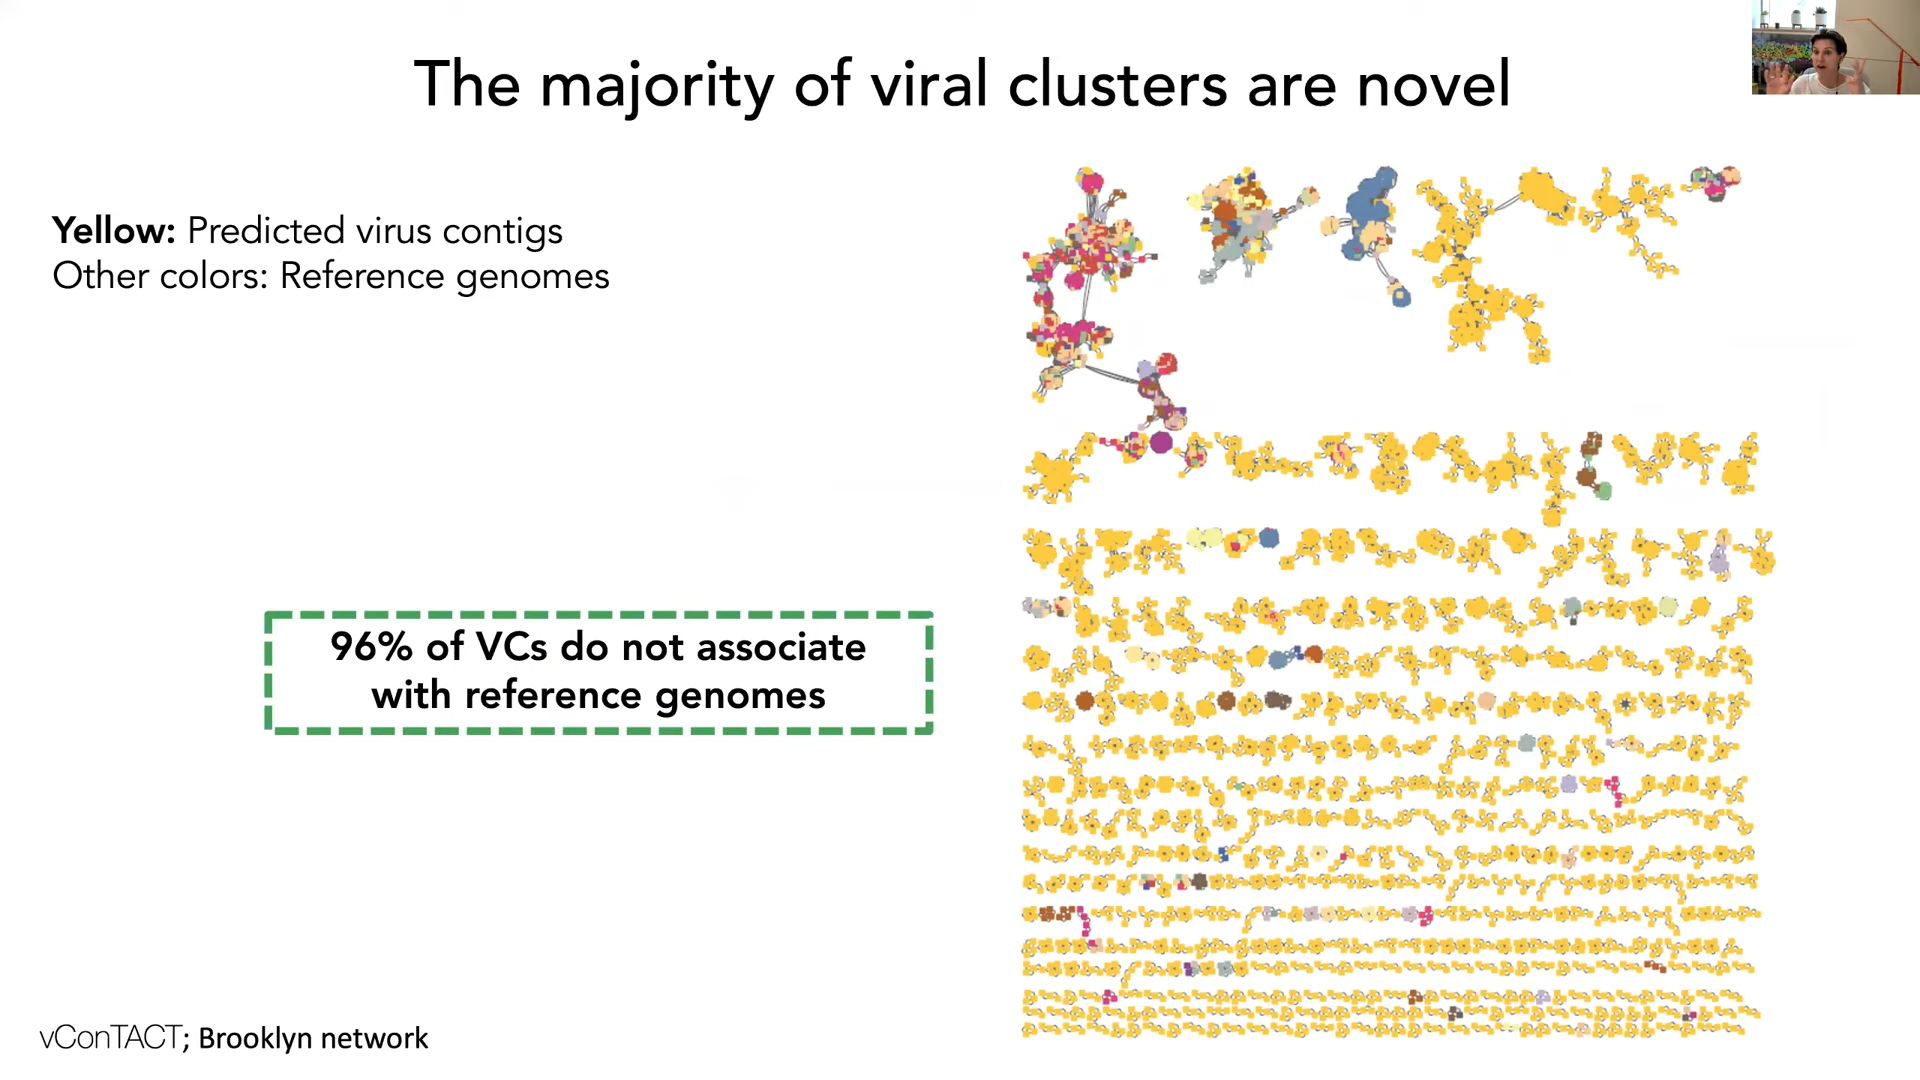 The majority of viral clusters are novel
Yellow: Predicted virus contigs
Other colors: Reference genomes
96% of VCs do not associate
with reference genomes
vConTACT; Brooklyn network